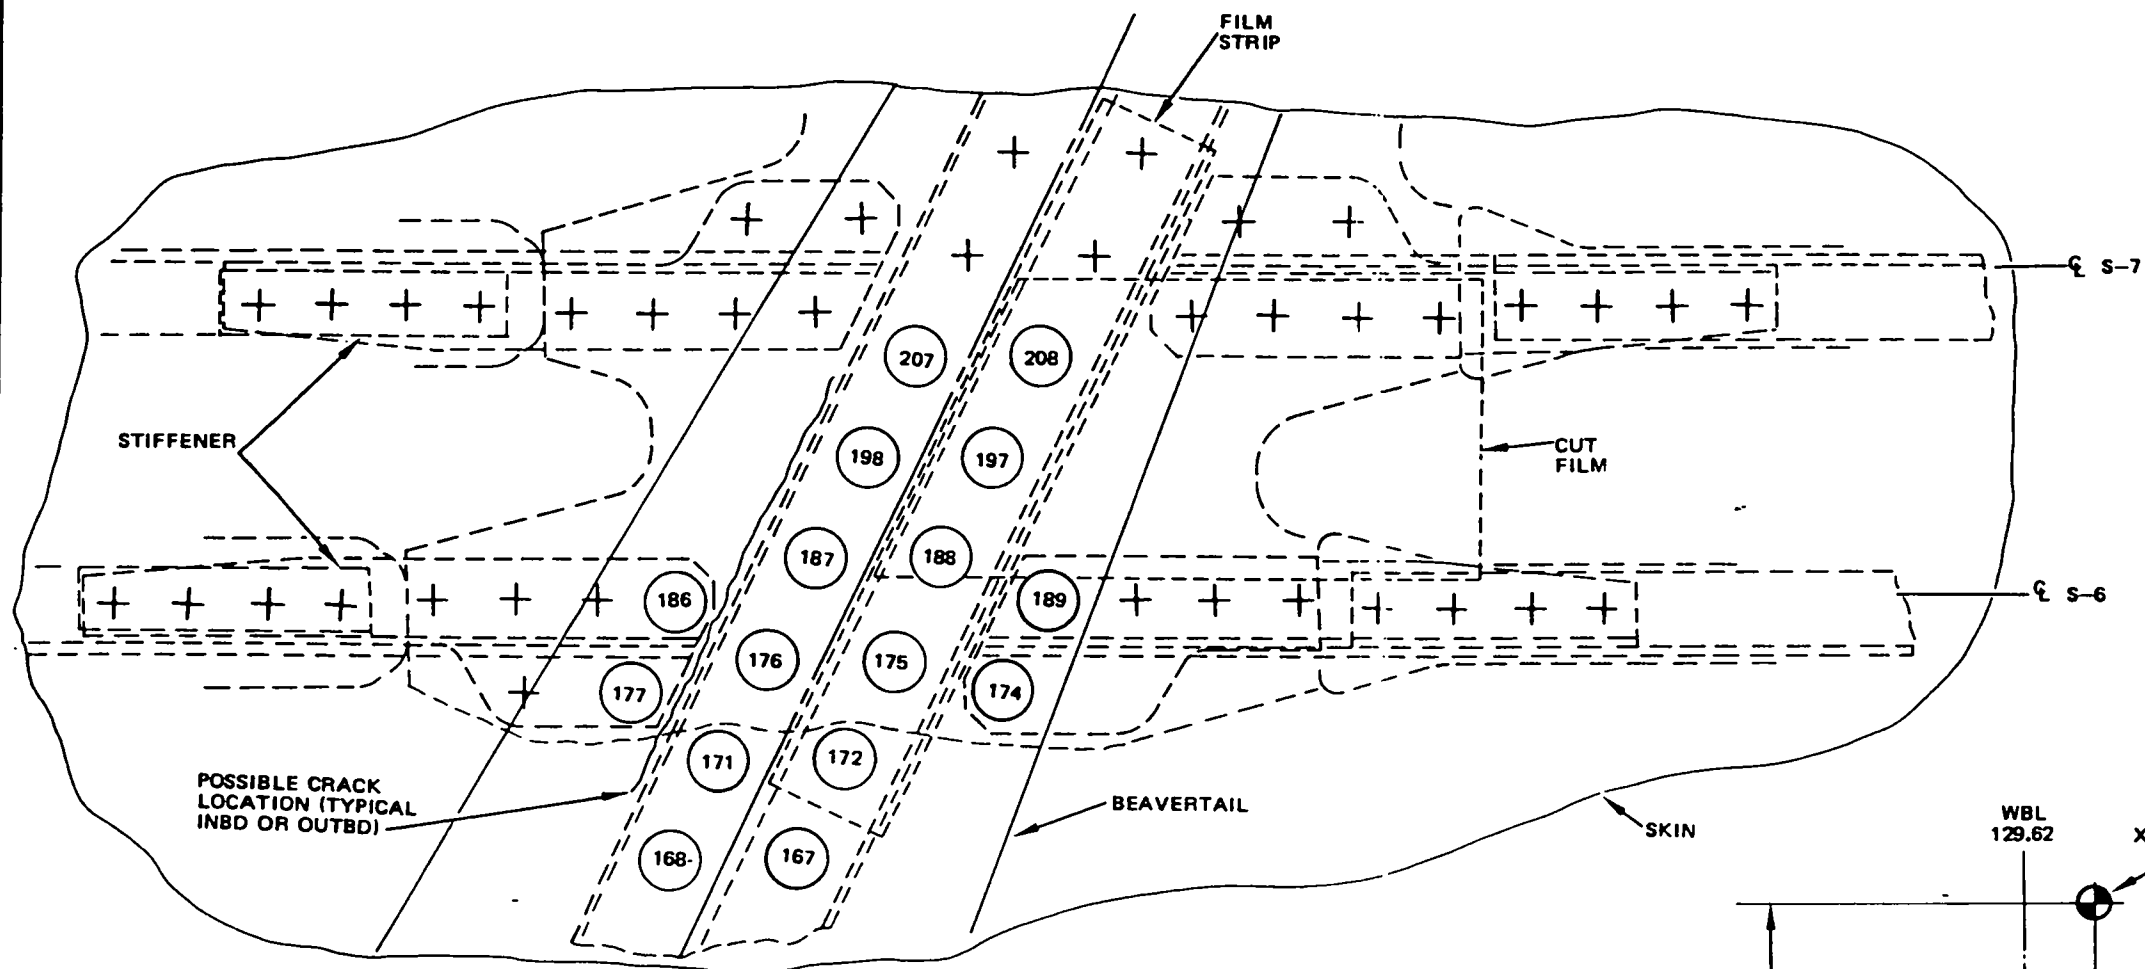 FILM
STRIP
℄ S-7
207
208
STIFFENER
198
197
CUT
FILM
187
188
186
189
℄ S-6
176
175
177
174
171
172
POSSIBLE CRACK
LOCATION (TYPICAL
INBD OR OUTBD)
BEAVERTAIL
SKIN
WBL
129.62
X
168-
167